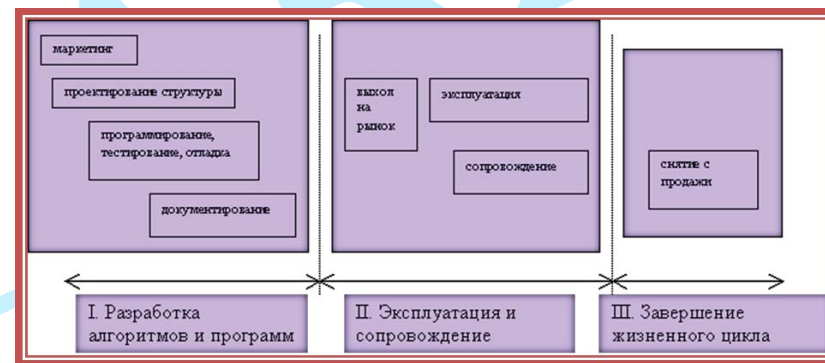 маркетинг
проектирование структуры
программирование,
тестирование, отладка
документирование
выход
на
рынок
эксплуатация
сопровождение
снятие с
продажи
I. Разработка
алгоритмов и программ
II. Эксплуатация и
сопровождение
III. Завершение
жизненного цикла